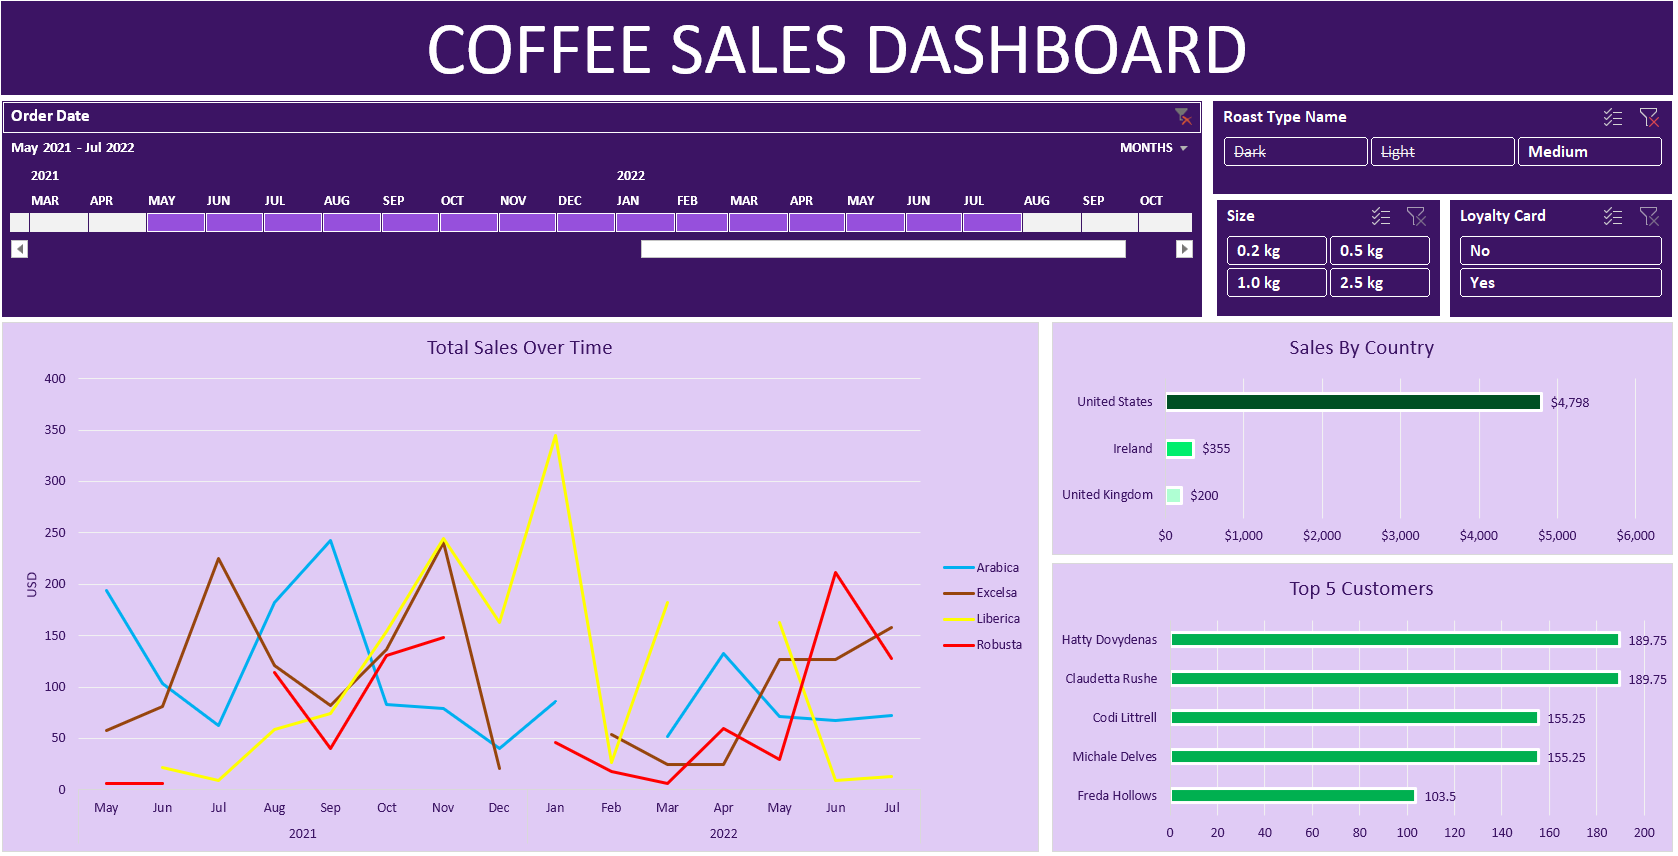 COFFEE SALES DASHBOARD
Order Date
May 2021 - Jul 2022
MONTHS
2021 2022
MAR APR MAY JUN JUL AUG SEP OCT NOV DEC JAN FEB MAR APR MAY JUN JUL AUG SEP OCT
Roast Type Name
Dark Light Medium
Size
0.2 kg 0.5 kg
1.0 kg 2.5 kg
Loyalty Card
No
Yes
Total Sales Over Time
400
350
300
250
200
150
100
50
0
USD
May Jun Jul Aug Sep Oct Nov Dec Jan Feb Mar Apr May Jun Jul
2021 2022
Arabica
Excelsa
Liberica
Robusta
Sales By Country
United States $4,798
Ireland $355
United Kingdom $200
$0 $1,000 $2,000 $3,000 $4,000 $5,000 $6,000
Top 5 Customers
Hatty Dovydenas 189.75
Claudetta Rushe 189.75
Codi Littrell 155.25
Michale Delves 155.25
Freda Hollows 103.5
0 20 40 60 80 100 120 140 160 180 200